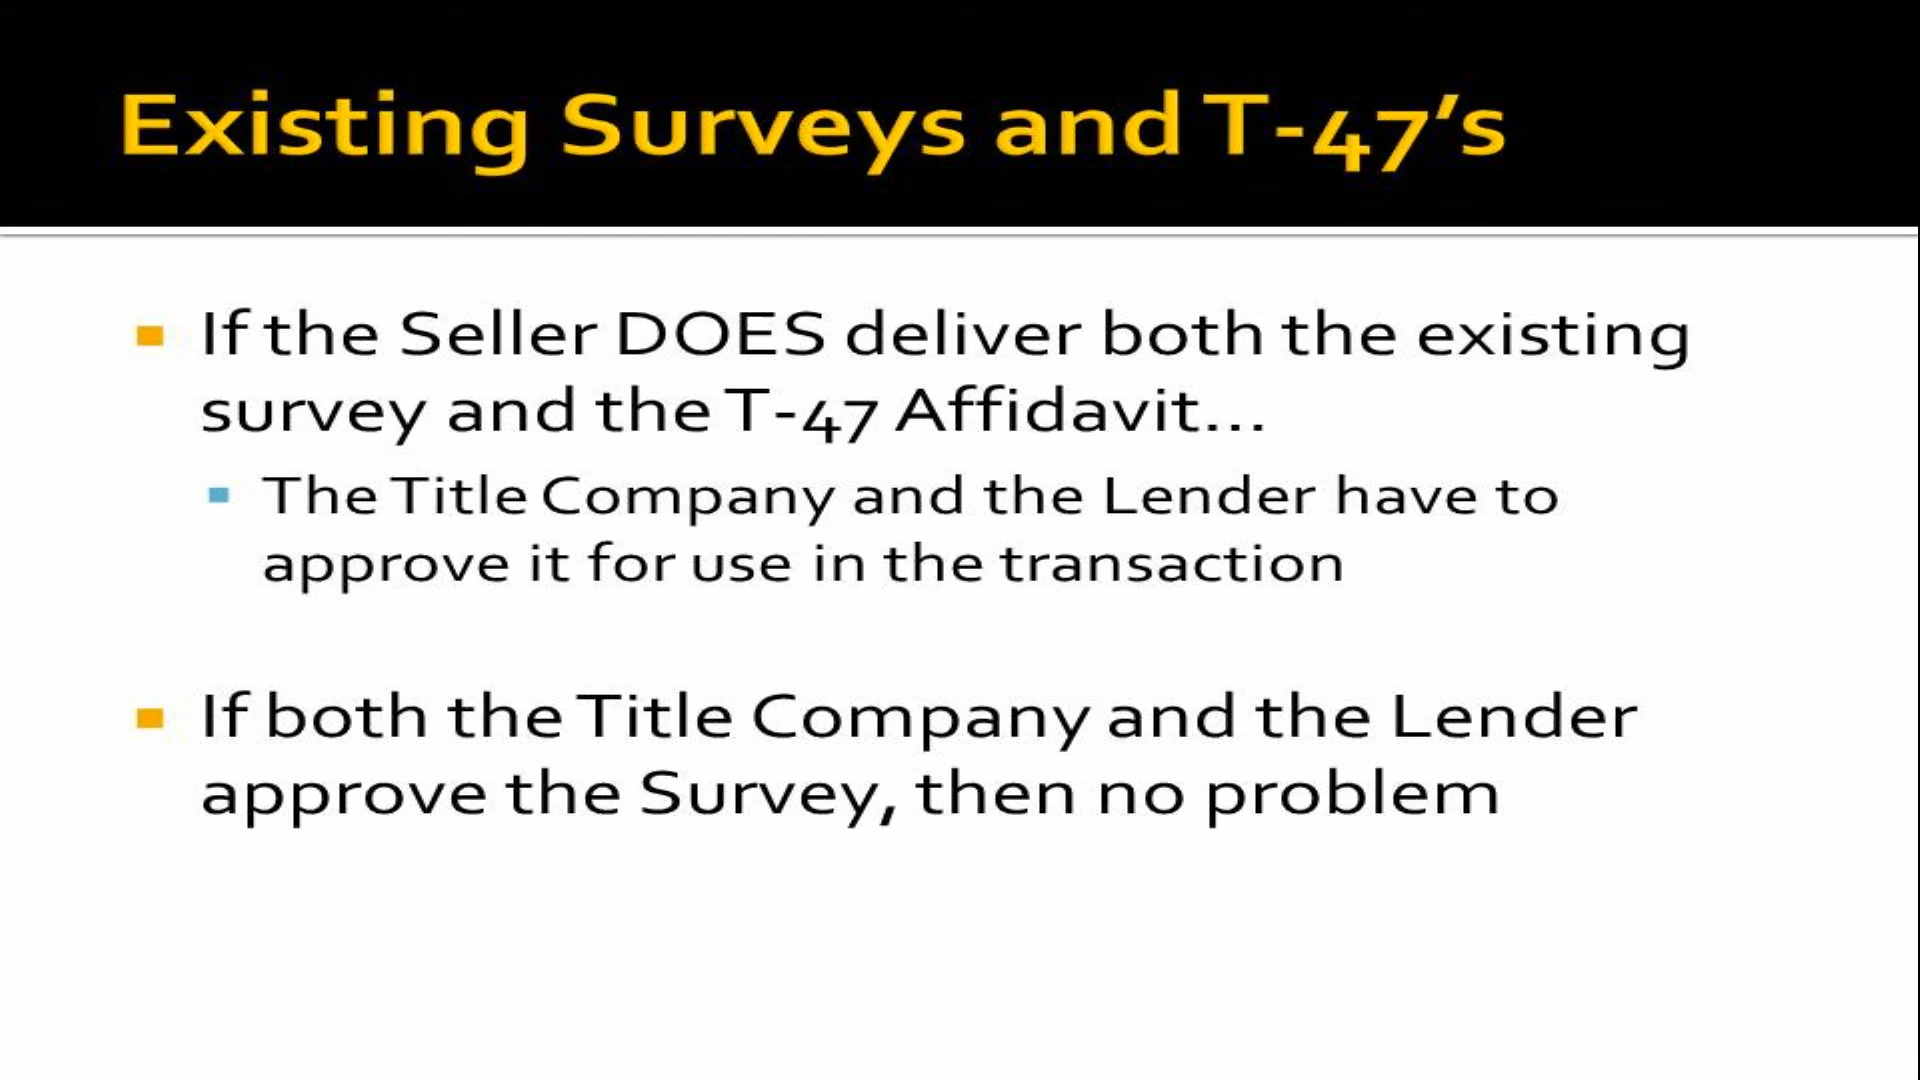 Existing Surveys and T-47’s
If the Seller DOES deliver both the existing
survey and the T-47 Affidavit…
The Title Company and the Lender have to
approve it for use in the transaction
If both the Title Company and the Lender
approve the Survey, then no problem